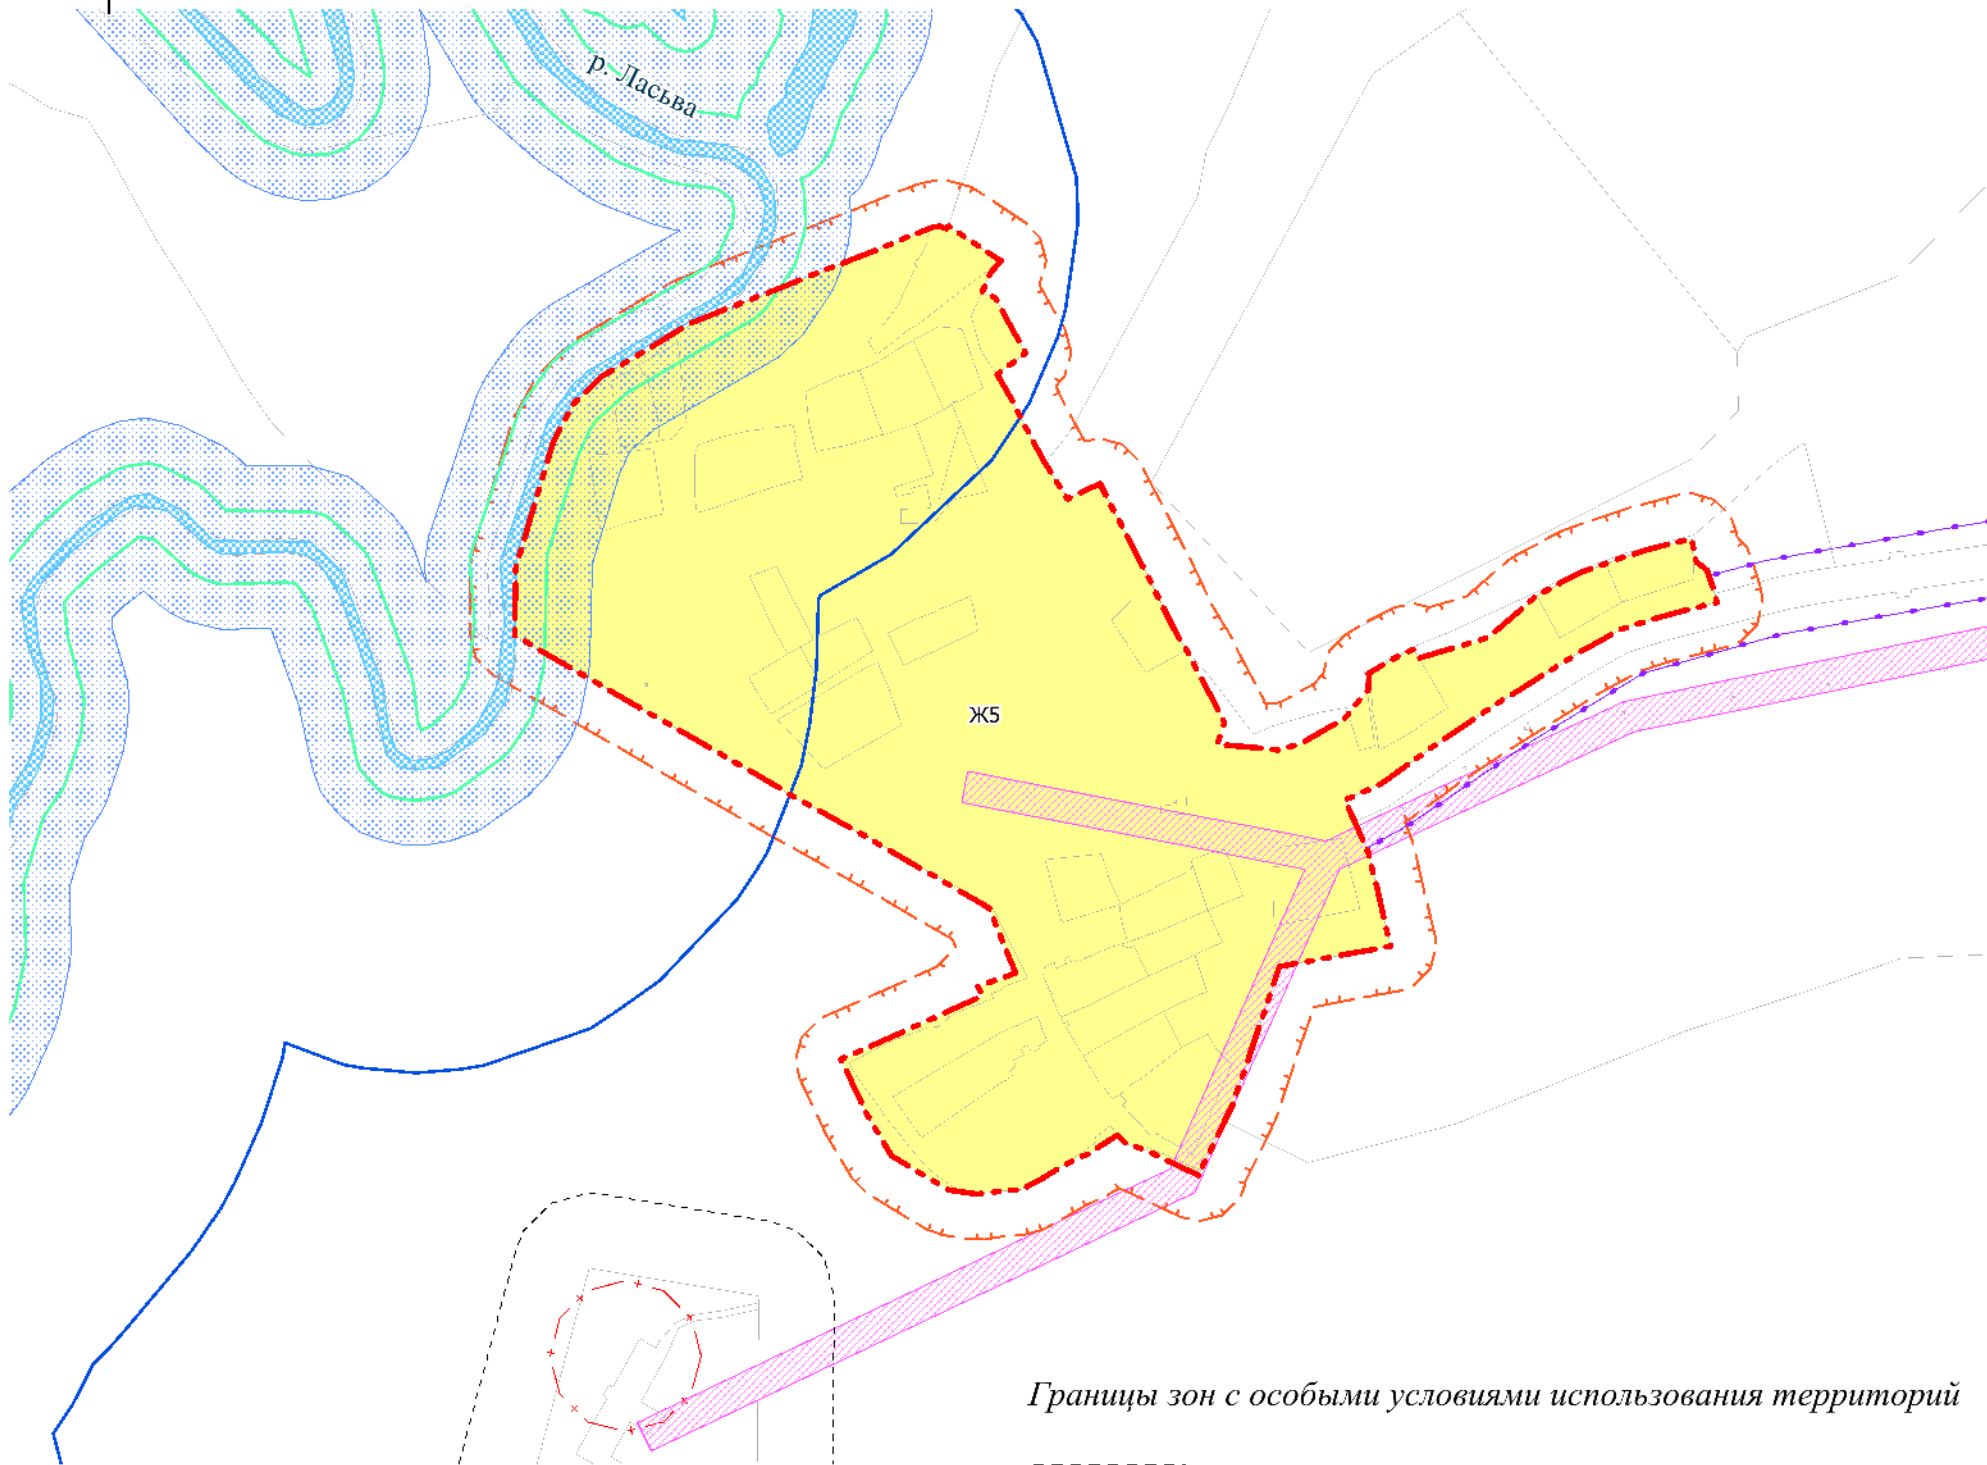 р. Ласьва
Ж5
Границы зон с особыми условиями использования территорий